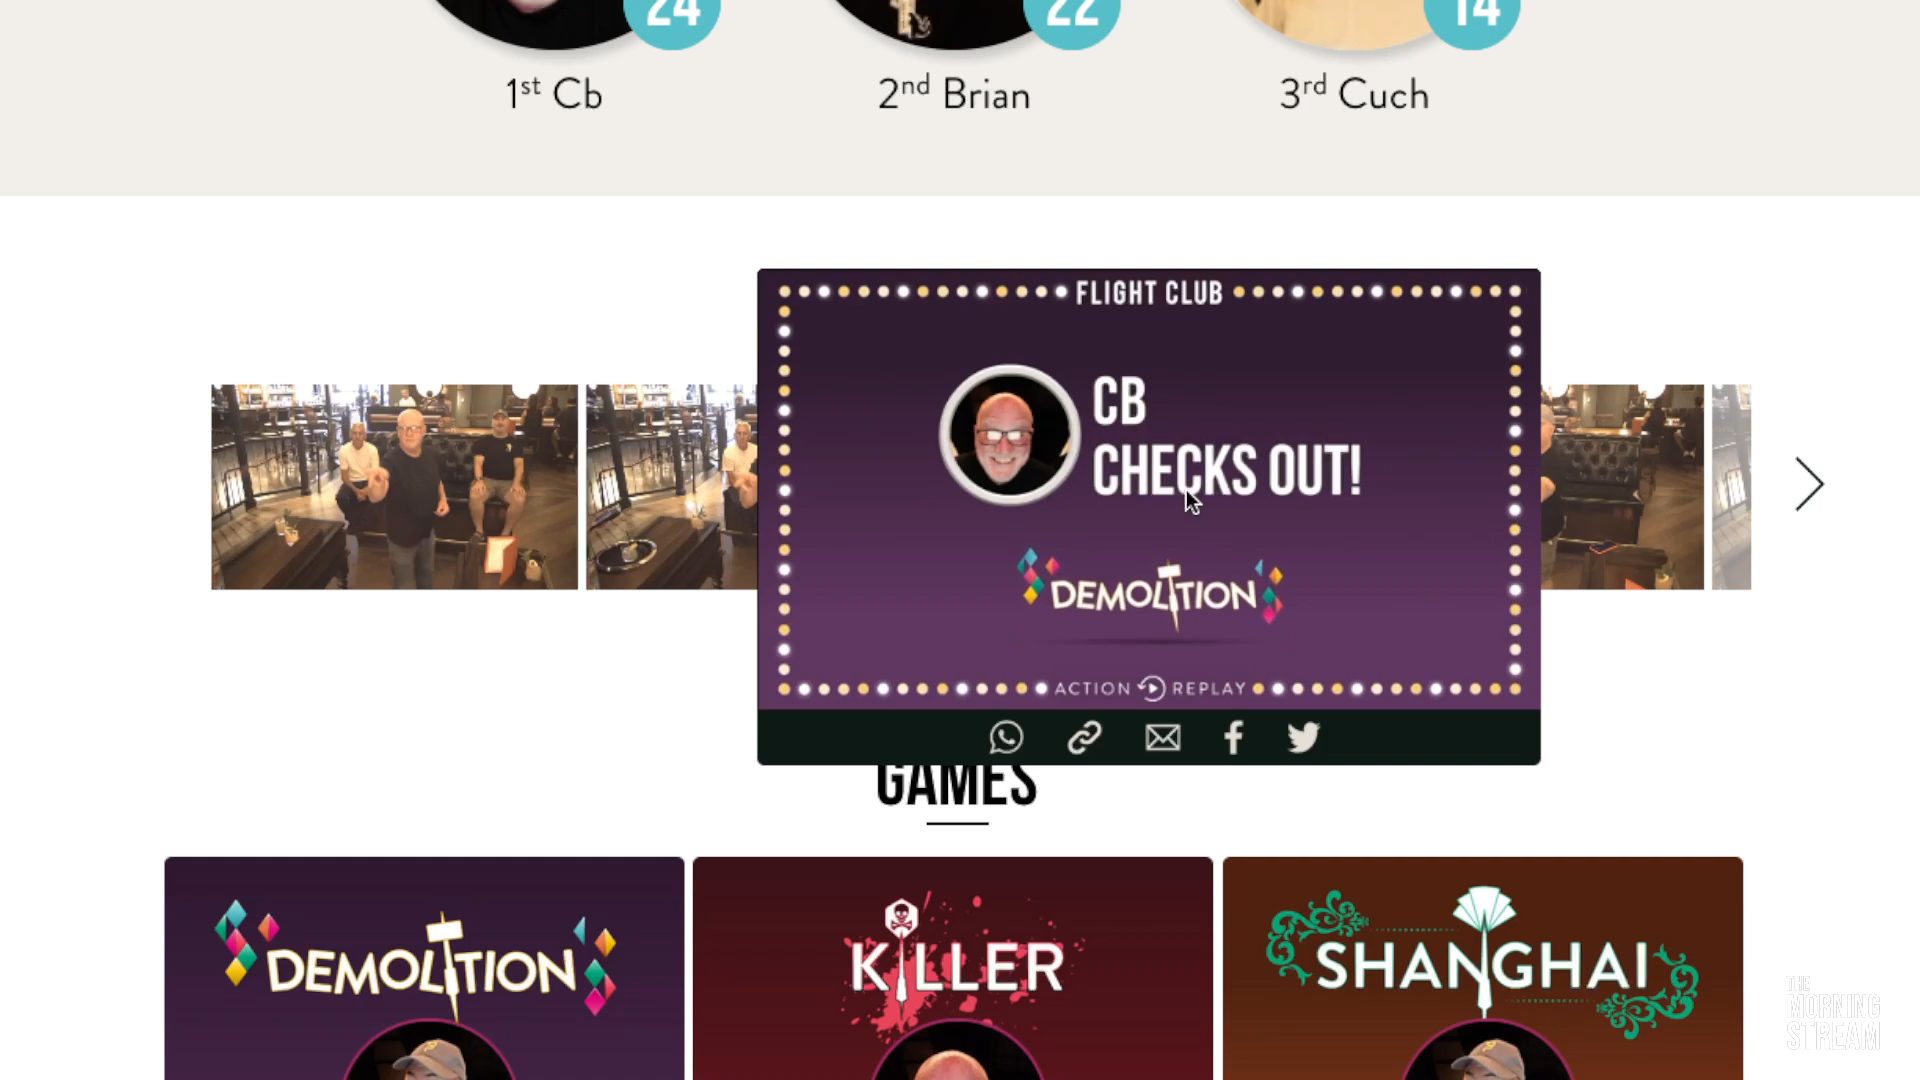 24
22
14
1st Cb
2nd Brian
3rd Cuch
FLIGHT CLUB
CB
CHECKS OUT!
DEMOLITION
ACTION REPLAY
GAMES
DEMOLITION
KILLER
SHANGHAI
THE
MORNING
STREAM